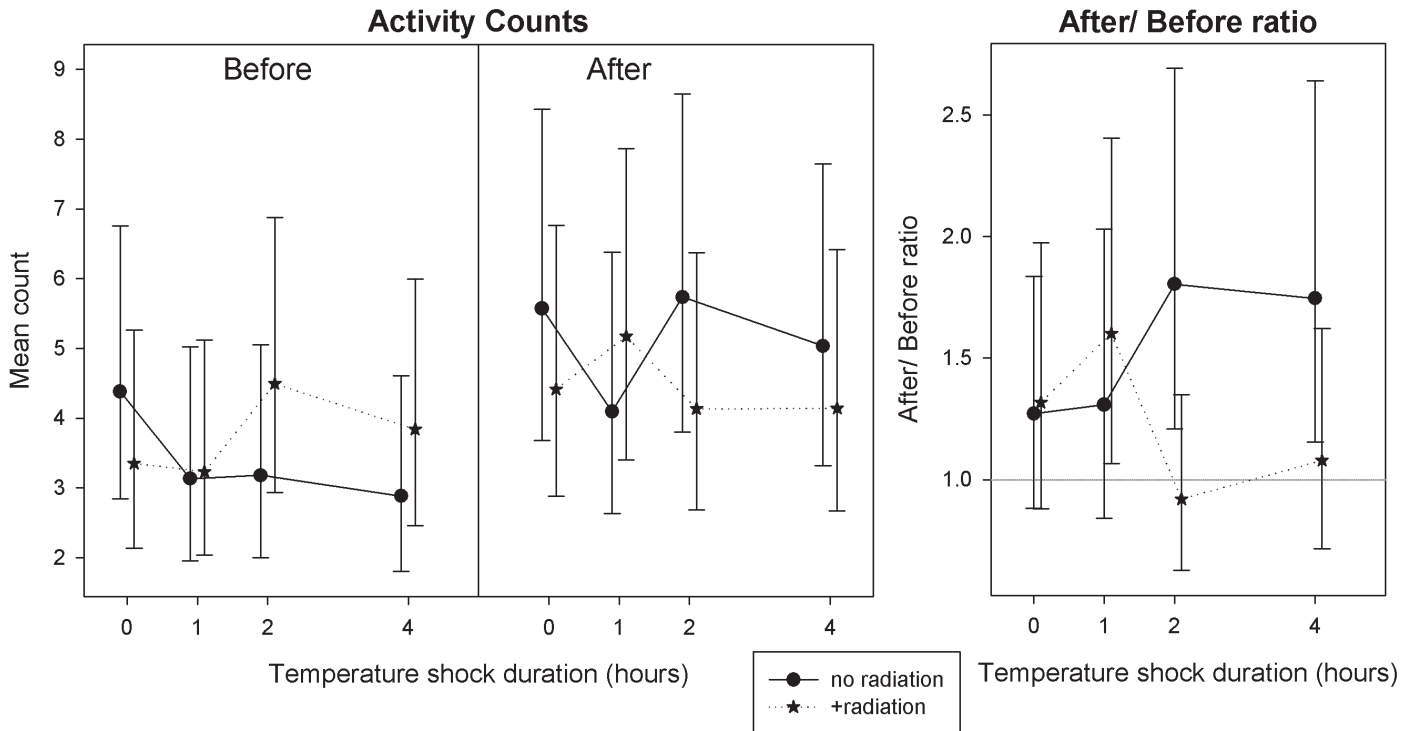 Activity Counts
Before
After
Mean count
9
8
7
6
5
4
3
2
0 1 2 4
0 1 2 4
Temperature shock duration (hours)
After/ Before ratio
After/ Before ratio
2.5
2.0
1.5
1.0
0 1 2 4
Temperature shock duration (hours)
no radiation
+radiation